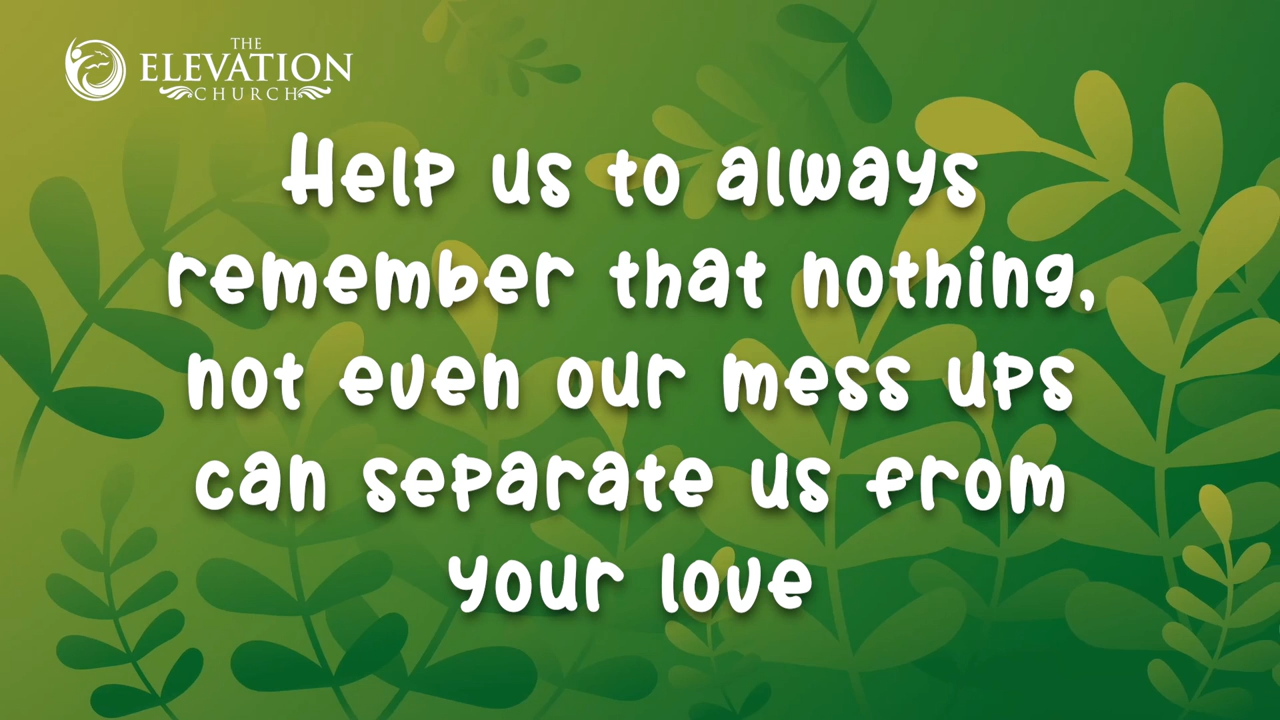 THE
ELEVATION
CHURCH
Help us to always
remember that nothing,
not even our mess ups
can separate us from
your love